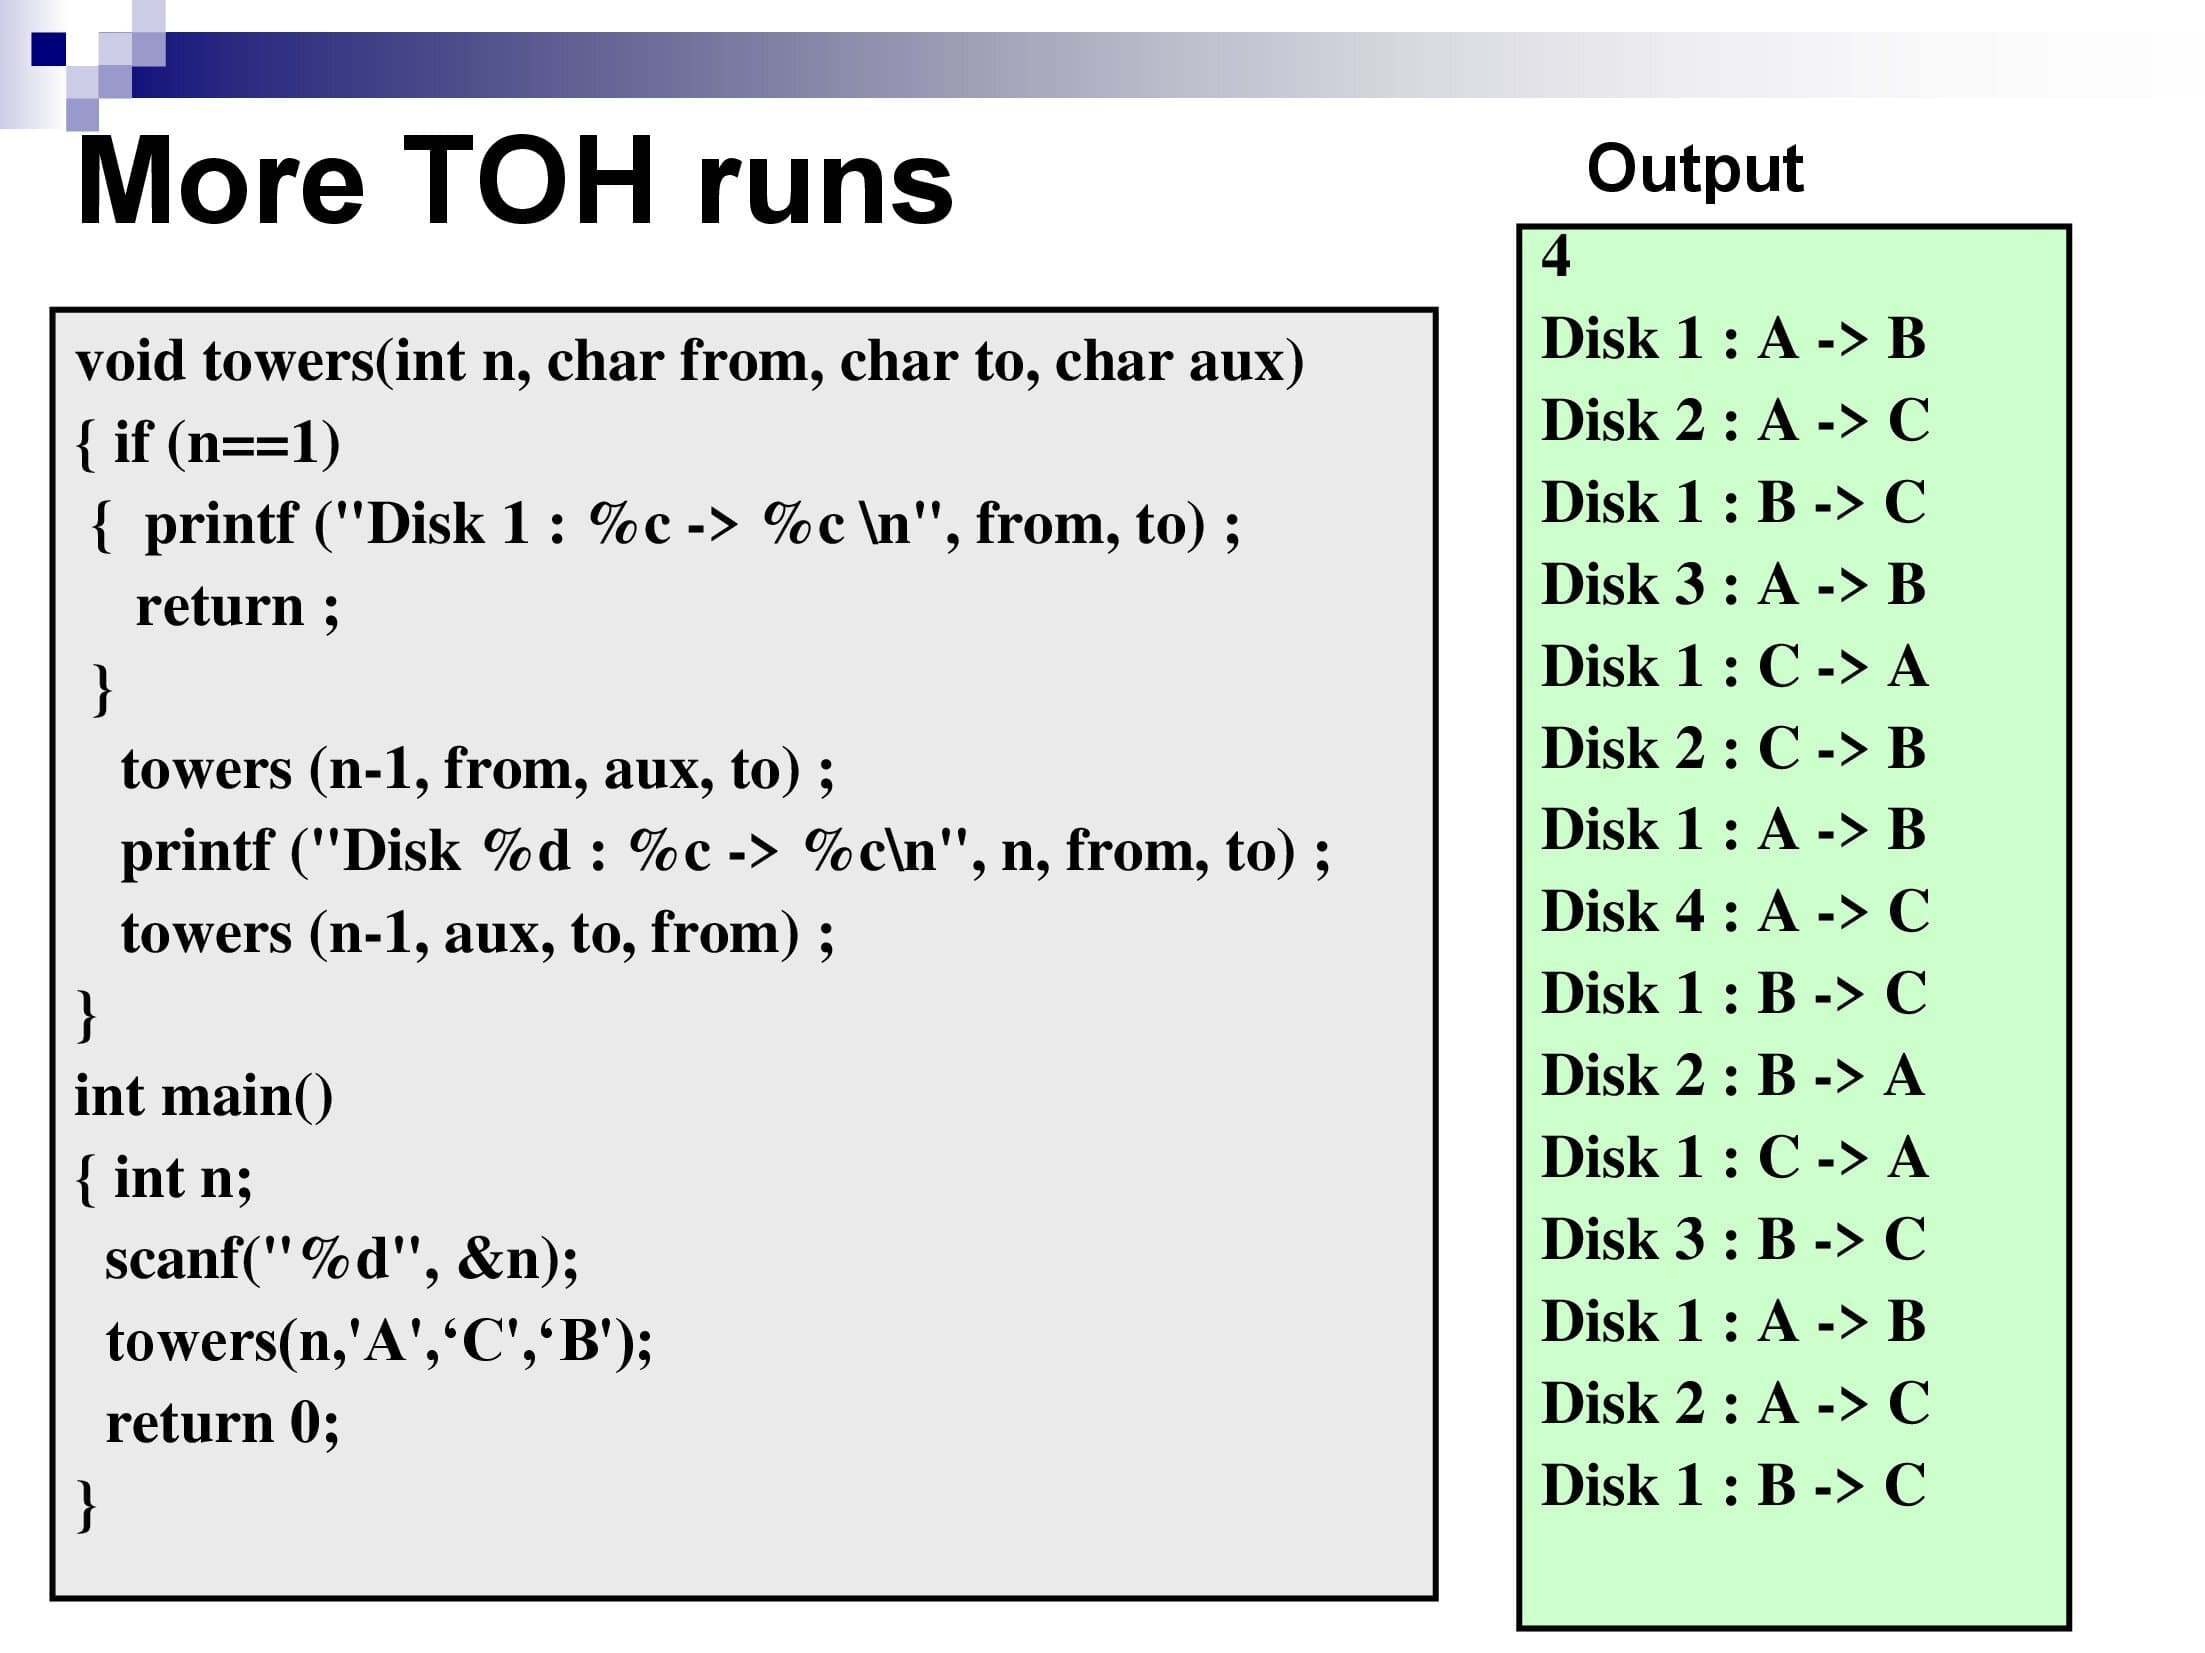 More TOH runs
void towers(int n, char from, char to, char aux)
{ if (n==1)
{ printf ("Disk 1 : %c -> %c \n", from, to) ;
return ;
}
towers (n-1, from, aux, to) ;
printf ("Disk %d : %c -> %c\n", n, from, to) ;
towers (n-1, aux, to, from) ;
}
int main()
{ int n;
scanf("%d", &n);
towers(n,'A',‘C',‘B');
return 0;
}
Output
4
Disk 1 : A -> B
Disk 2 : A -> C
Disk 1 : B -> C
Disk 3 : A -> B
Disk 1 : C -> A
Disk 2 : C -> B
Disk 1 : A -> B
Disk 4 : A -> C
Disk 1 : B -> C
Disk 2 : B -> A
Disk 1 : C -> A
Disk 3 : B -> C
Disk 1 : A -> B
Disk 2 : A -> C
Disk 1 : B -> C